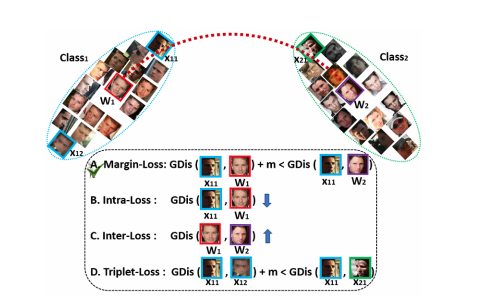 Class1
Class2
x11
x21
W1
W2
x12
A. Margin-Loss: GDis ( , ) + m < GDis ( , )
x11 W1 x11 W2
B. Intra-Loss : GDis ( , )
x11 W1
C. Inter-Loss : GDis ( , )
W1 W2
D. Triplet-Loss : GDis ( , ) + m < GDis ( , )
x11 x12 x11 x21